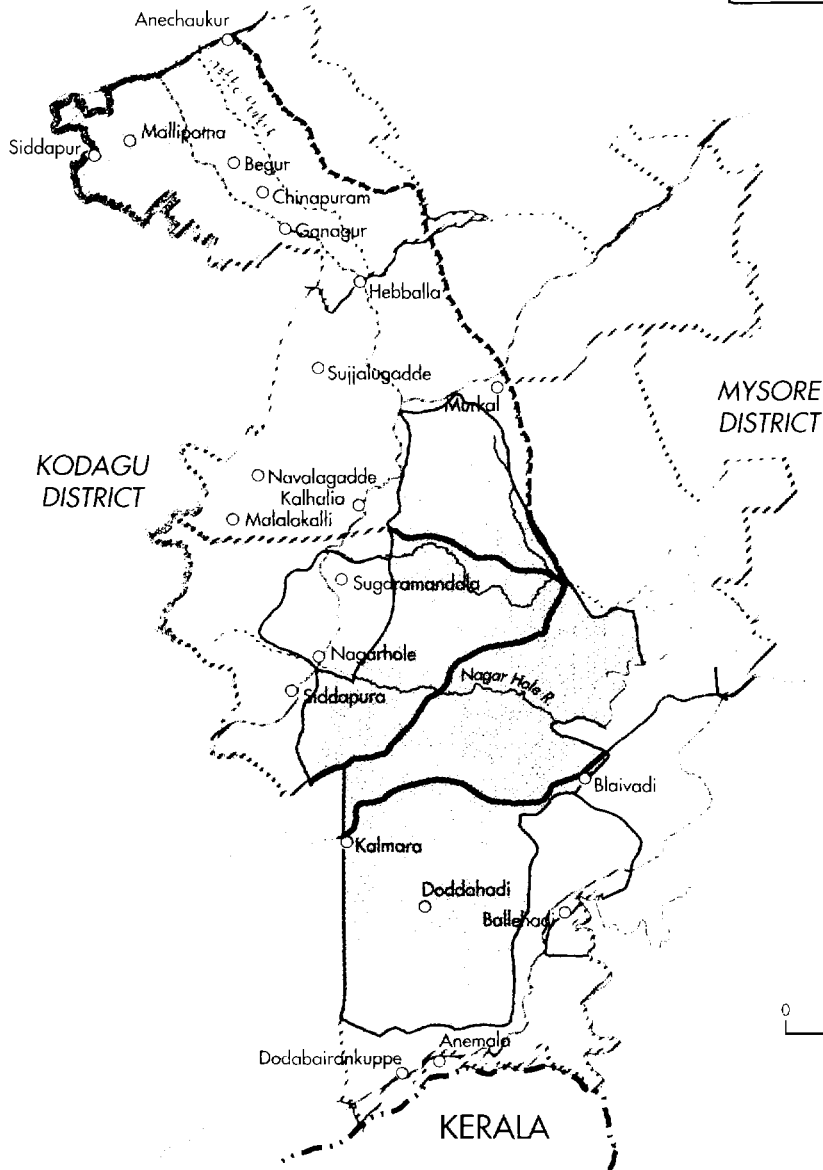 Anechaukur
Mallipatna
Siddapur
Begur
Chinapuram
Ganagur
Hebballa
Sujjalugadde
Murkal
MYSORE
DISTRICT
KODAGU
DISTRICT
Navalagadde
Kalhalia
Matalakalli
Sugaramandala
Nagarhole
Nagar Hole R.
Siddapura
Blaivadi
Kalmara
Doddahadi
Ballehadi
0
Anemala
Dodabairankuppe
KERALA